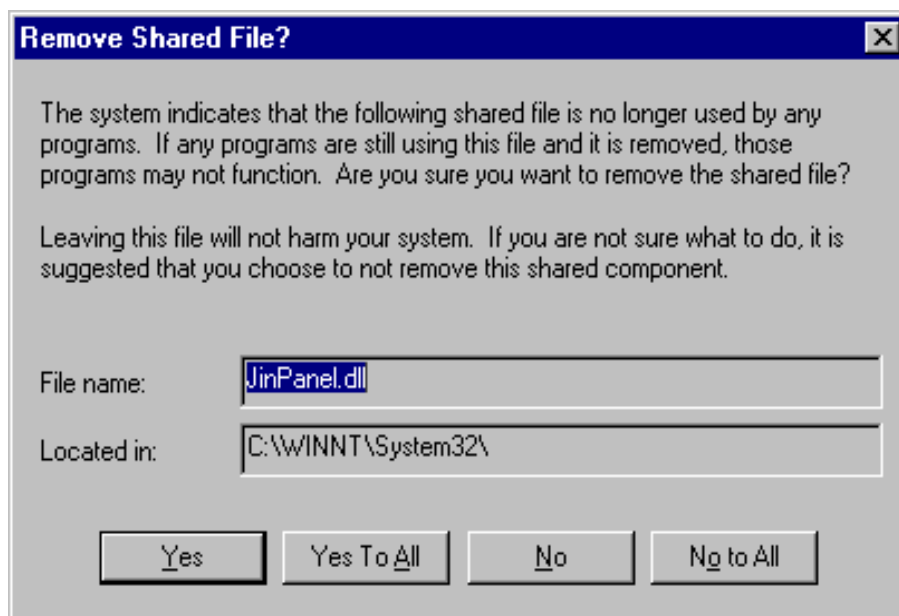 Remove Shared File?
The system indicates that the following shared file is no longer used by any
programs.  If any programs are still using this file and it is removed, those
programs may not function.  Are you sure you want to remove the shared file?
Leaving this file will not harm your system.  If you are not sure what to do, it is
suggested that you choose to not remove this shared component.
File name: JinPanel.dll
Located in: C:\WINNT\System32\
Yes Yes To All No No to All